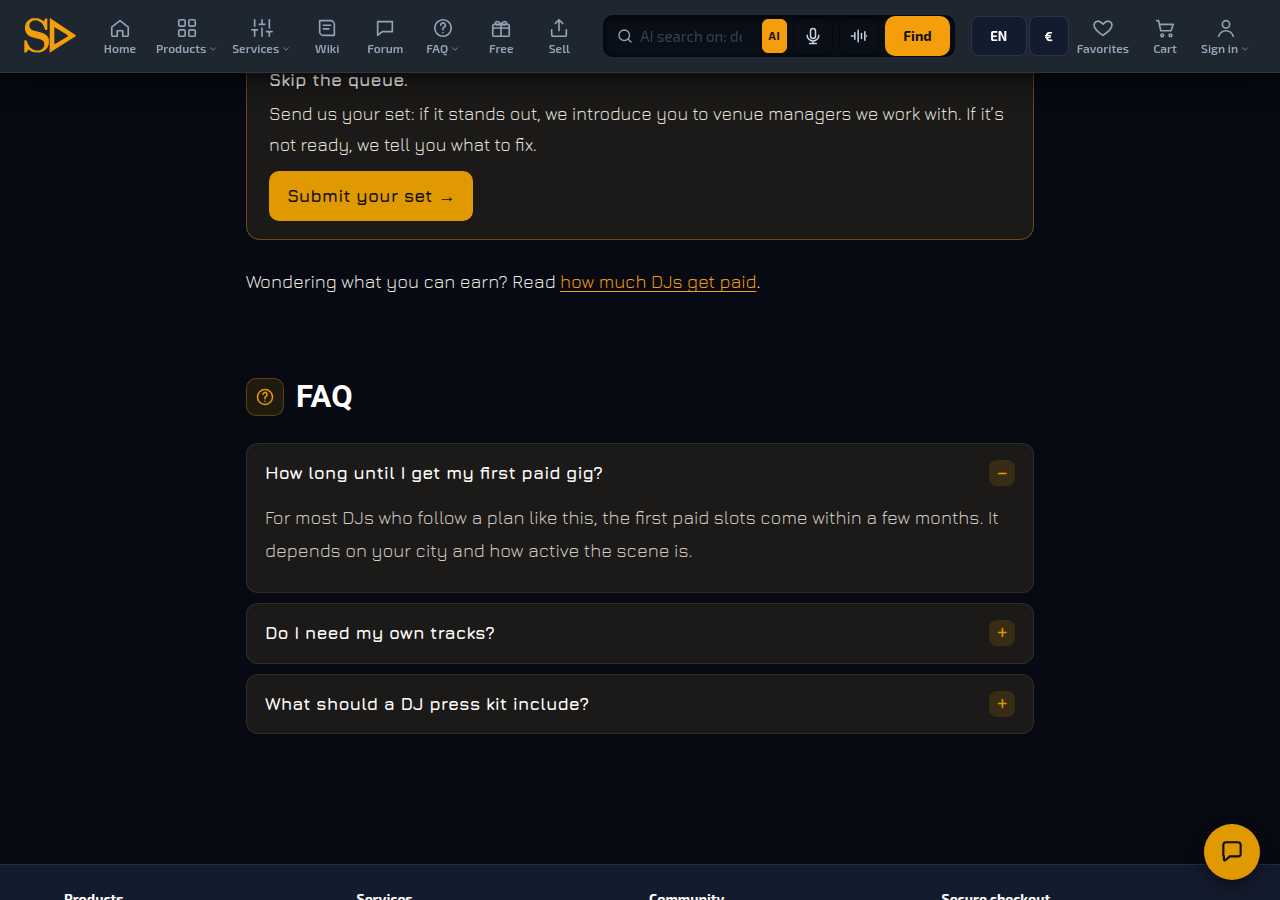 SD
Home
Products
Services
Wiki
Forum
FAQ
Free
Sell
AI search on: de
AI
Find
EN
€
Favorites
Cart
Sign in
Skip the queue.
Send us your set: if it stands out, we introduce you to venue managers we work with. If it's
not ready, we tell you what to fix.
Submit your set →
Wondering what you can earn? Read how much DJs get paid.
FAQ
How long until I get my first paid gig?
−
For most DJs who follow a plan like this, the first paid slots come within a few months. It
depends on your city and how active the scene is.
Do I need my own tracks?
+
What should a DJ press kit include?
+
Products
Services
Community
Secure checkout